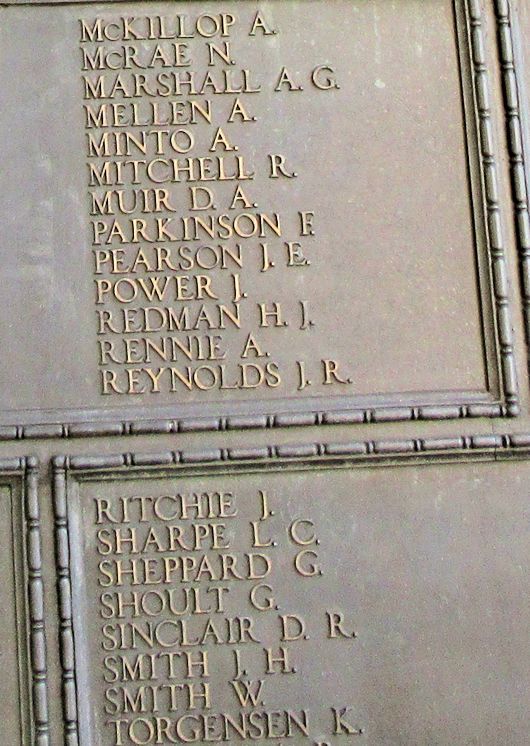 McKILLOP A.
McRAE N.
MARSHALL A. G.
MELLEN A.
MINTO A.
MITCHELL R.
MUIR D. A.
PARKINSON F.
PEARSON J. E.
POWER J.
REDMAN H. J.
RENNIE A.
REYNOLDS J. R.
RITCHIE J.
SHARPE L. C.
SHEPPARD G.
SHOULT G.
SINCLAIR D. R.
SMITH J. H.
SMITH W.
TORGENSEN K.